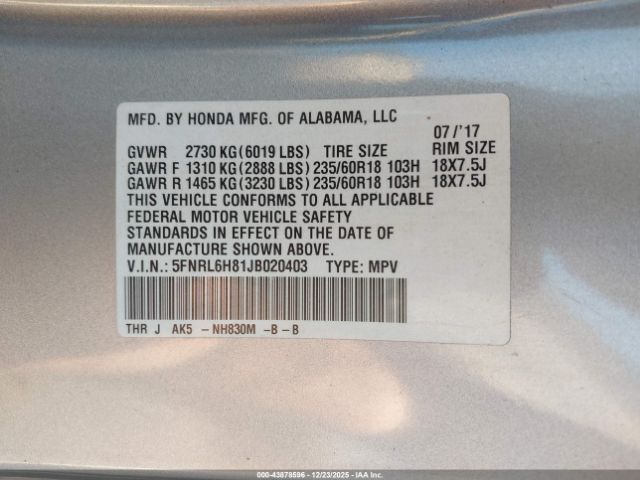 MFD. BY HONDA MFG. OF ALABAMA, LLC
07/'17
GVWR 2730 KG(6019 LBS) TIRE SIZE RIM SIZE
GAWR F 1310 KG(2888 LBS) 235/60R18 103H 18X7.5J
GAWR R 1465 KG(3230 LBS) 235/60R18 103H 18X7.5J
THIS VEHICLE CONFORMS TO ALL APPLICABLE
FEDERAL MOTOR VEHICLE SAFETY
STANDARDS IN EFFECT ON THE DATE OF
MANUFACTURE SHOWN ABOVE.
V.I.N.: 5FNRL6H81JB020403 TYPE: MPV
THR J AK5 -NH830M -B-B
000-43878596 - 12/23/2025 - IAA, Inc.